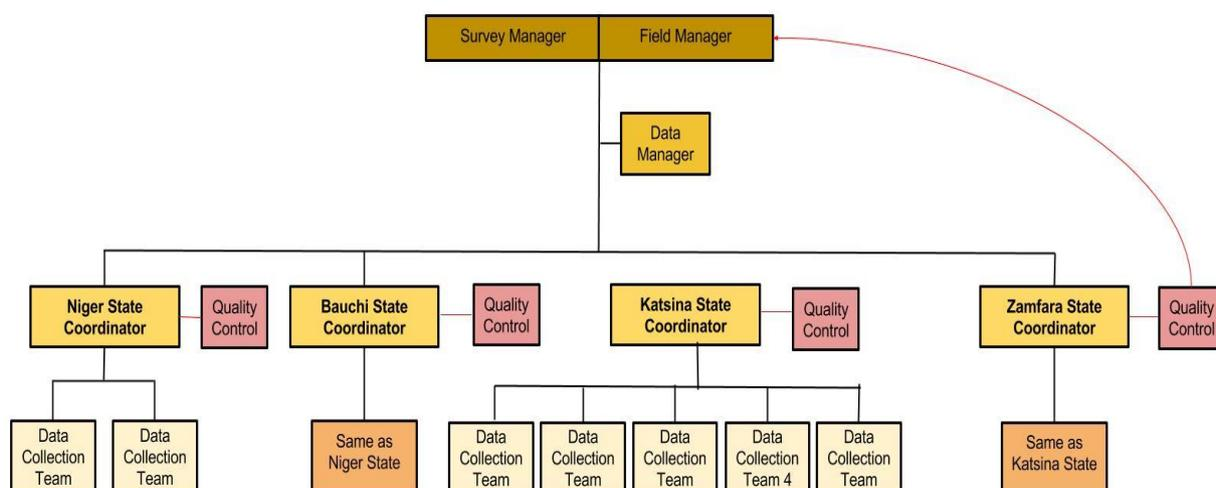 Survey Manager
Field Manager
Data
Manager
Niger State
Coordinator
Quality
Control
Bauchi State
Coordinator
Quality
Control
Katsina State
Coordinator
Quality
Control
Zamfara State
Coordinator
Quality
Control
Data
Collection
Team
Data
Collection
Team
Same as
Niger State
Data
Collection
Team
Data
Collection
Team
Data
Collection
Team
Data
Collection
Team 4
Data
Collection
Team
Same as
Katsina State